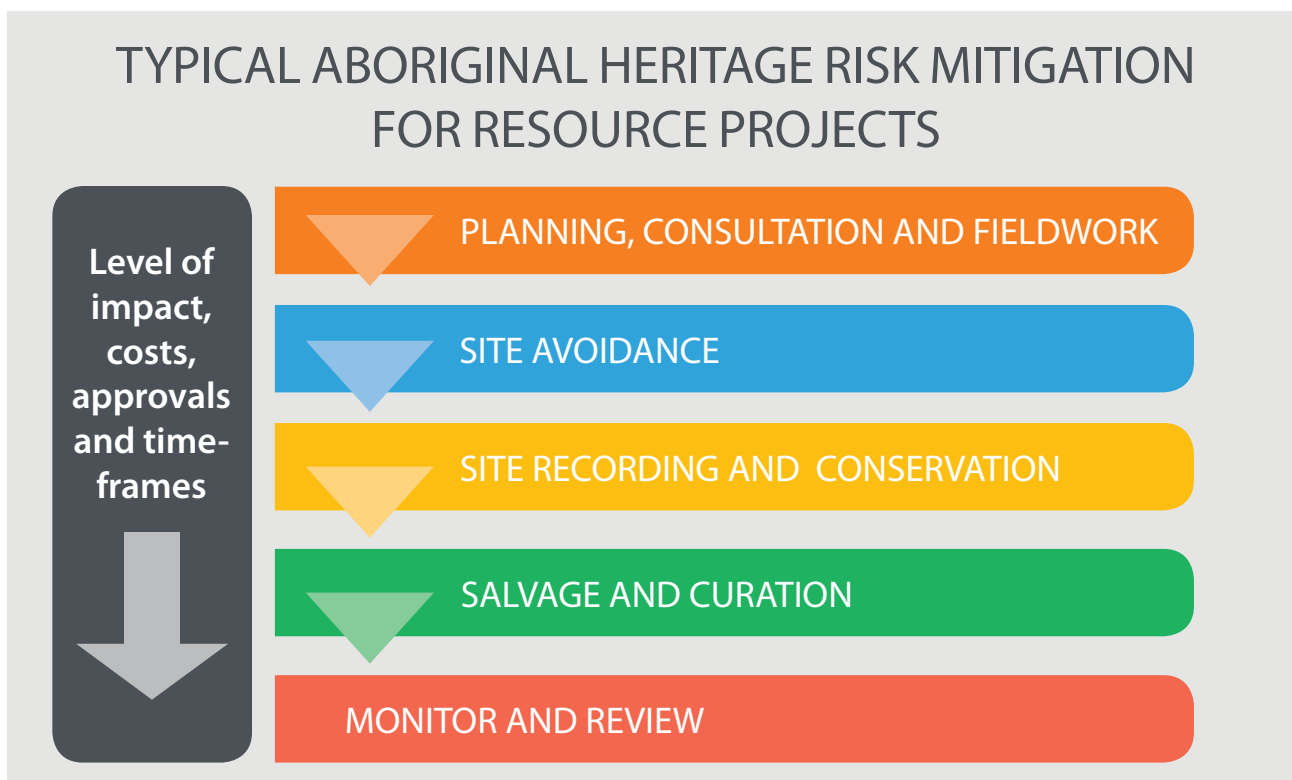 TYPICAL ABORIGINAL HERITAGE RISK MITIGATION
FOR RESOURCE PROJECTS
Level of
impact,
costs,
approvals
and time-
frames
PLANNING, CONSULTATION AND FIELDWORK
SITE AVOIDANCE
SITE RECORDING AND CONSERVATION
SALVAGE AND CURATION
MONITOR AND REVIEW